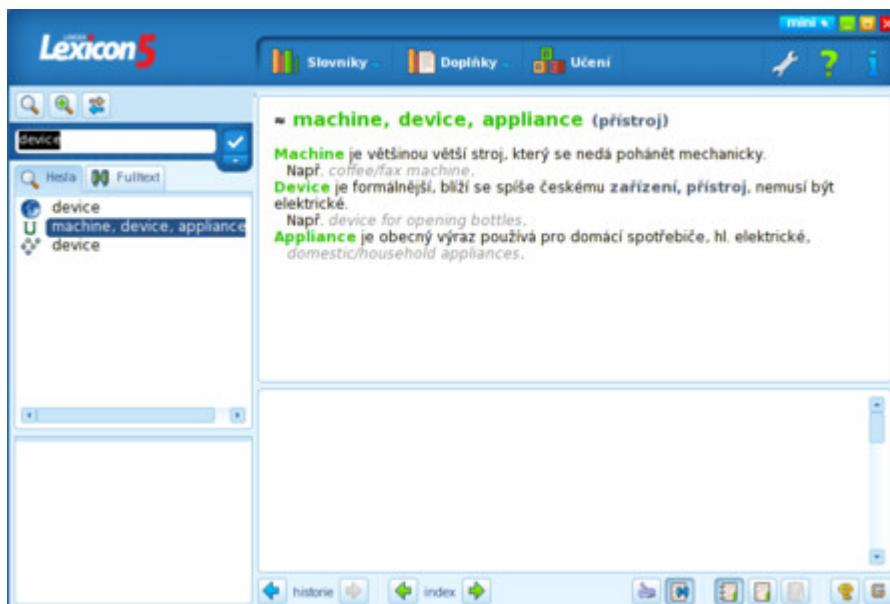 mini
LINGEA
Lexicon5
Slovníky
Doplňky
Učení
device
Hesla
Fulltext
device
machine, device, appliance
device
≈ machine, device, appliance (přístroj)
Machine je většinou větší stroj, který se nedá pohánět mechanicky.
Např. coffee/fax machine.
Device je formálnější, blíží se spíše českému zařízení, přístroj, nemusí být
elektrické.
Např. device for opening bottles.
Appliance je obecný výraz používá pro domácí spotřebiče, hl. elektrické,
domestic/household appliances.
historie
index